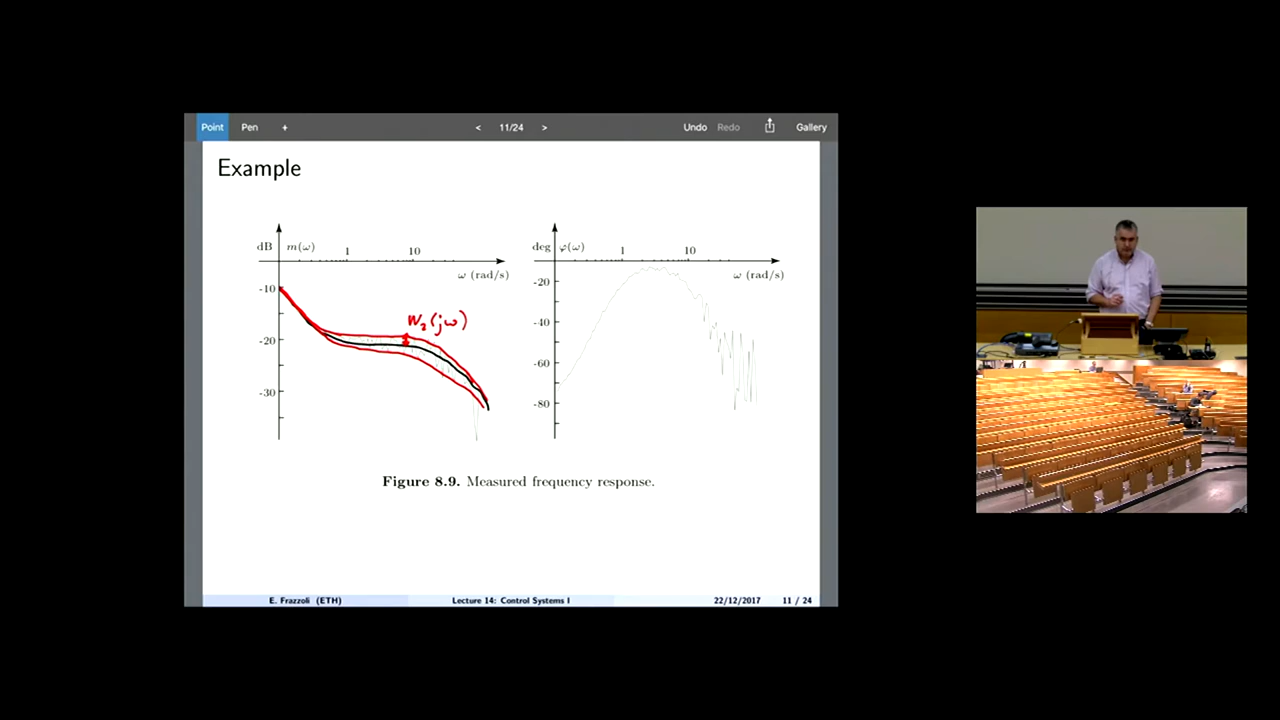 Point Pen + < 11/24 > Undo Redo Gallery
Example
dB m(ω) 1 10
ω (rad/s)
-10
-20
-30
W₂(jω)
deg φ(ω) 1 10
ω (rad/s)
-20
-40
-60
-80
Figure 8.9. Measured frequency response.
E. Frazzoli (ETH) Lecture 14: Control Systems I 22/12/2017 11 / 24